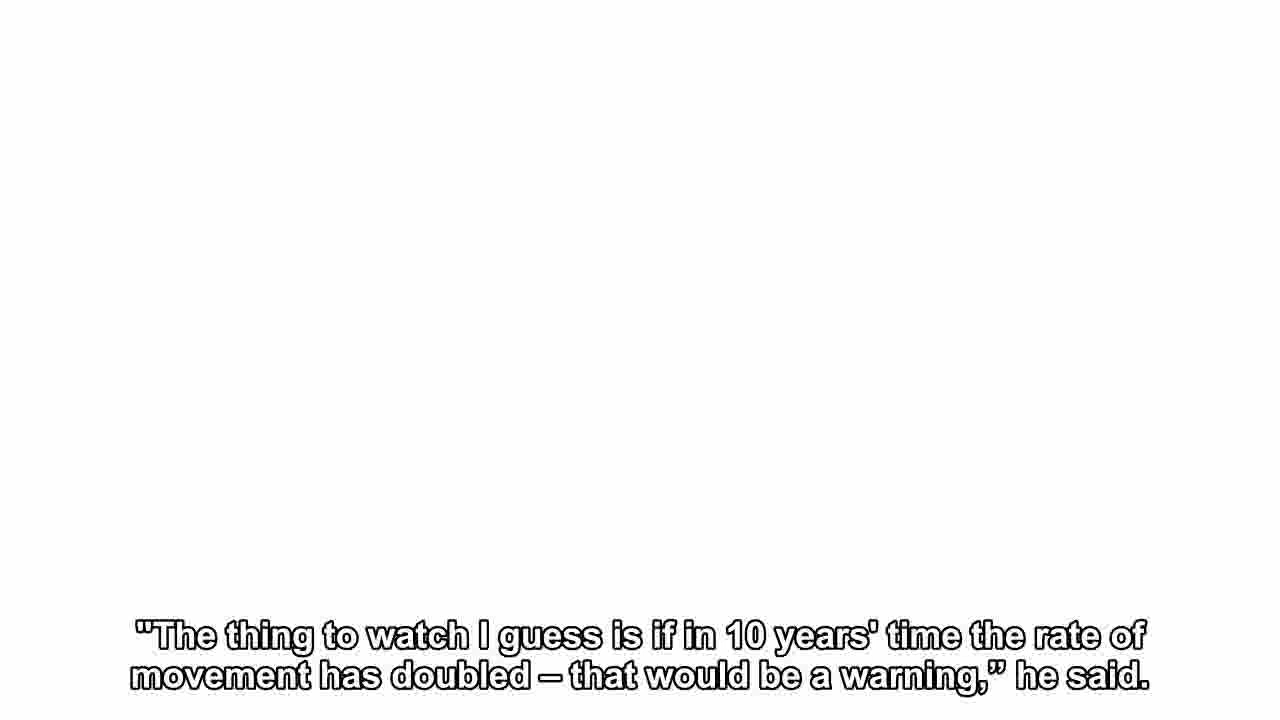 "The thing to watch I guess is if in 10 years' time the rate of
movement has doubled – that would be a warning,” he said.